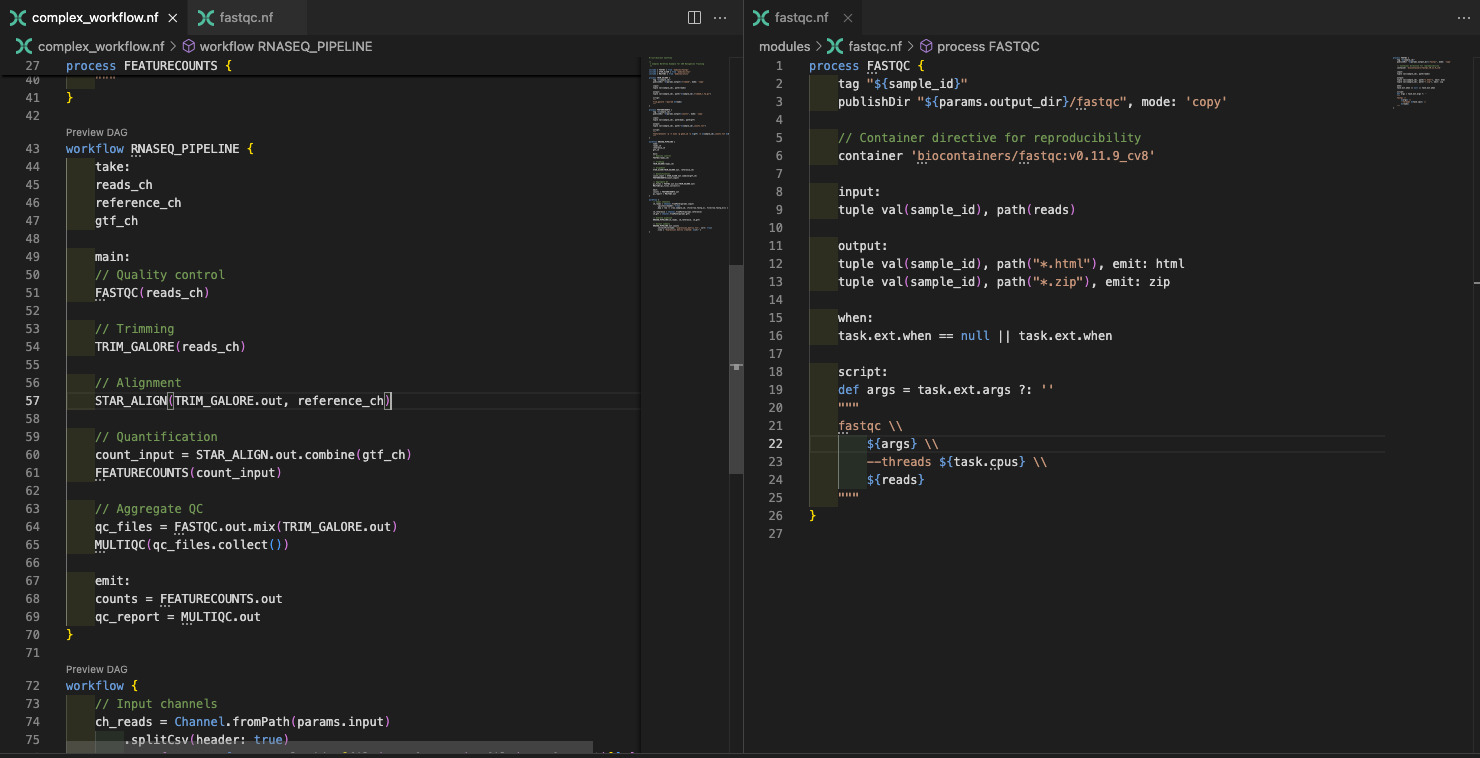 complex_workflow.nf
fastqc.nf
complex_workflow.nf > workflow RNASEQ_PIPELINE
27 process FEATURECOUNTS {
40 """"
41 }
42
Preview DAG
43 workflow RNASEQ_PIPELINE {
44 take:
45 reads_ch
46 reference_ch
47 gtf_ch
48
49 main:
50 // Quality control
51 FASTQC(reads_ch)
52
53 // Trimming
54 TRIM_GALORE(reads_ch)
55
56 // Alignment
57 STAR_ALIGN(TRIM_GALORE.out, reference_ch)
58
59 // Quantification
60 count_input = STAR_ALIGN.out.combine(gtf_ch)
61 FEATURECOUNTS(count_input)
62
63 // Aggregate QC
64 qc_files = FASTQC.out.mix(TRIM_GALORE.out)
65 MULTIQC(qc_files.collect())
66
67 emit:
68 counts = FEATURECOUNTS.out
69 qc_report = MULTIQC.out
70 }
71
Preview DAG
72 workflow {
73 // Input channels
74 ch_reads = Channel.fromPath(params.input)
75 .splitCsv(header: true)
fastqc.nf
modules > fastqc.nf > process FASTQC
1 process FASTQC {
2 tag "${sample_id}"
3 publishDir "${params.output_dir}/fastqc", mode: 'copy'
4
5 // Container directive for reproducibility
6 container 'biocontainers/fastqc:v0.11.9_cv8'
7
8 input:
9 tuple val(sample_id), path(reads)
10
11 output:
12 tuple val(sample_id), path("*.html"), emit: html
13 tuple val(sample_id), path("*.zip"), emit: zip
14
15 when:
16 task.ext.when == null || task.ext.when
17
18 script:
19 def args = task.ext.args ?: ''
20 """
21 fastqc \\
22 ${args} \\
23 --threads ${task.cpus} \\
24 ${reads}
25 """
26 }
27